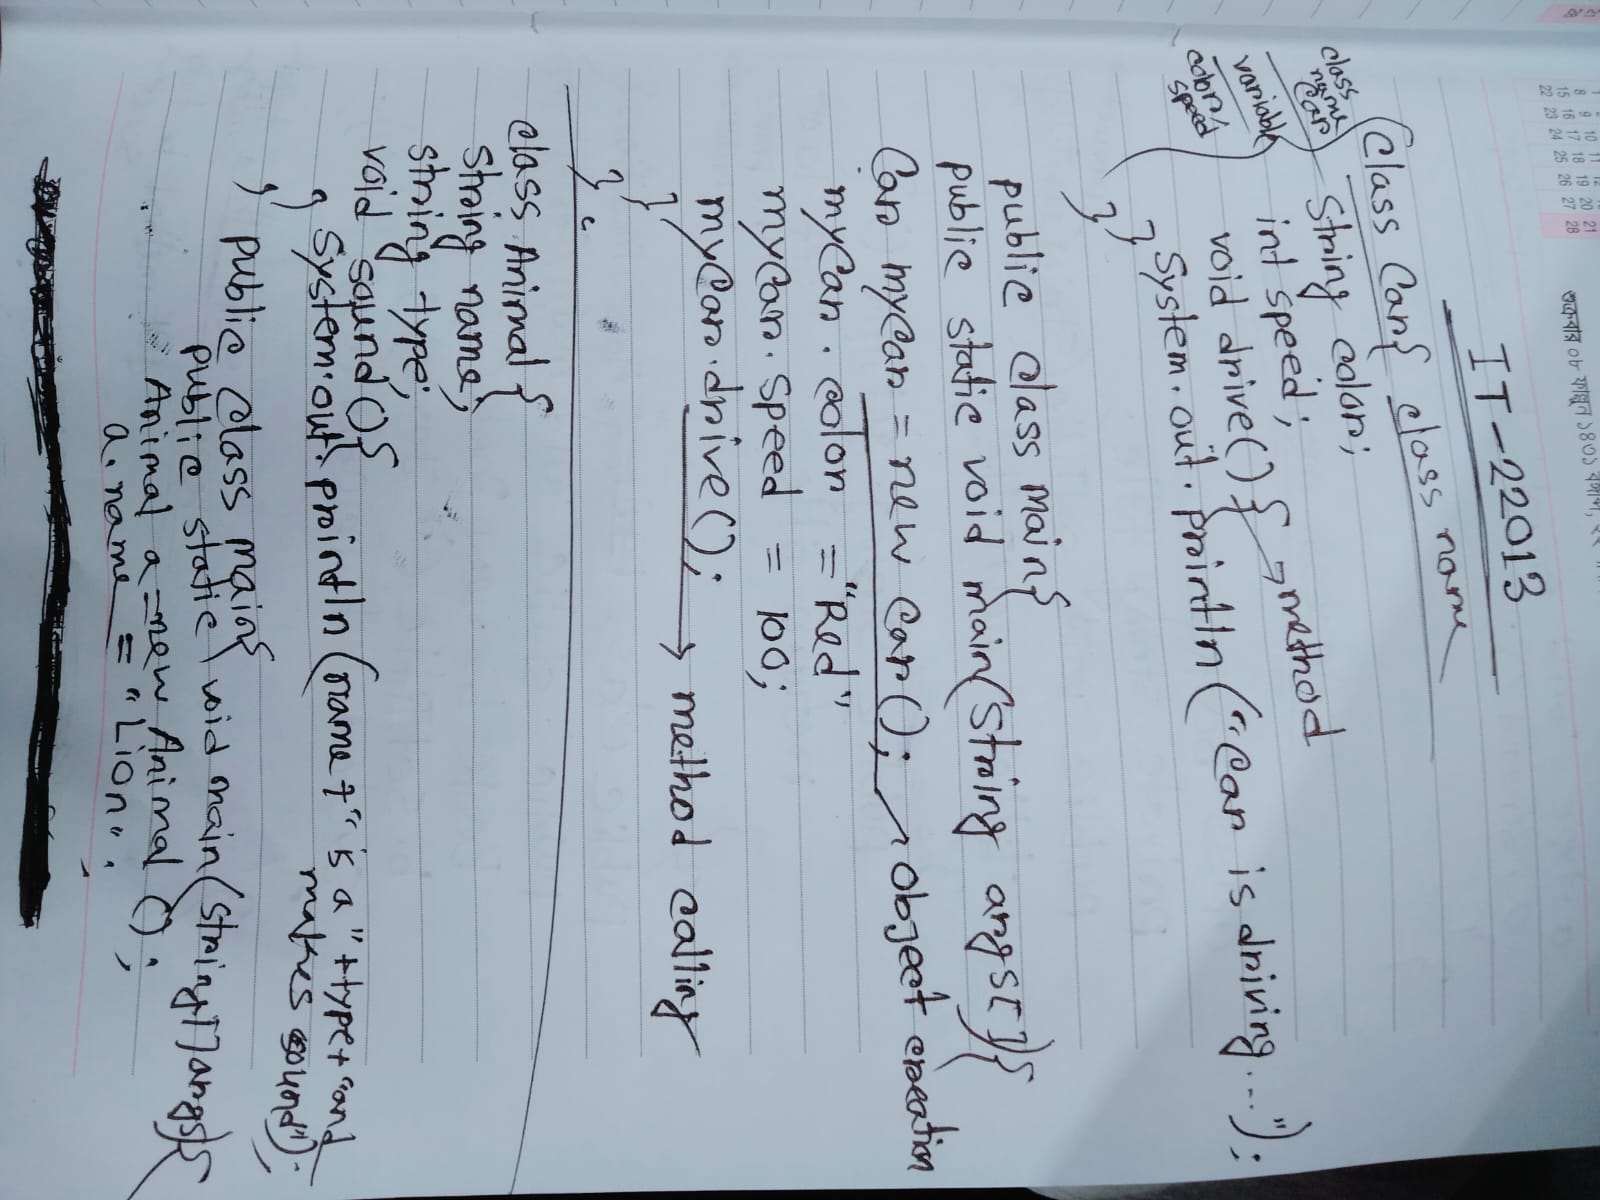 IT-22013
Class Car{ class name
String color;
int speed;
void drive() { → method
System.out.println("Car is driving...");
}
}
class name Car
variable
color, speed
public class main{
public static void main(String args[]){
Car mycar = new car(); → object creation
mycar.color = "Red"
mycar.speed = 100;
mycar.drive(); → method calling
}
}
class Animal{
String name;
String type;
void sound(){
System.out.println(name+" is a"+type+"and
makes sound");
}
}
public class main{
public static void main(String[]args){
Animal a=new Animal();
a.name = "Lion";